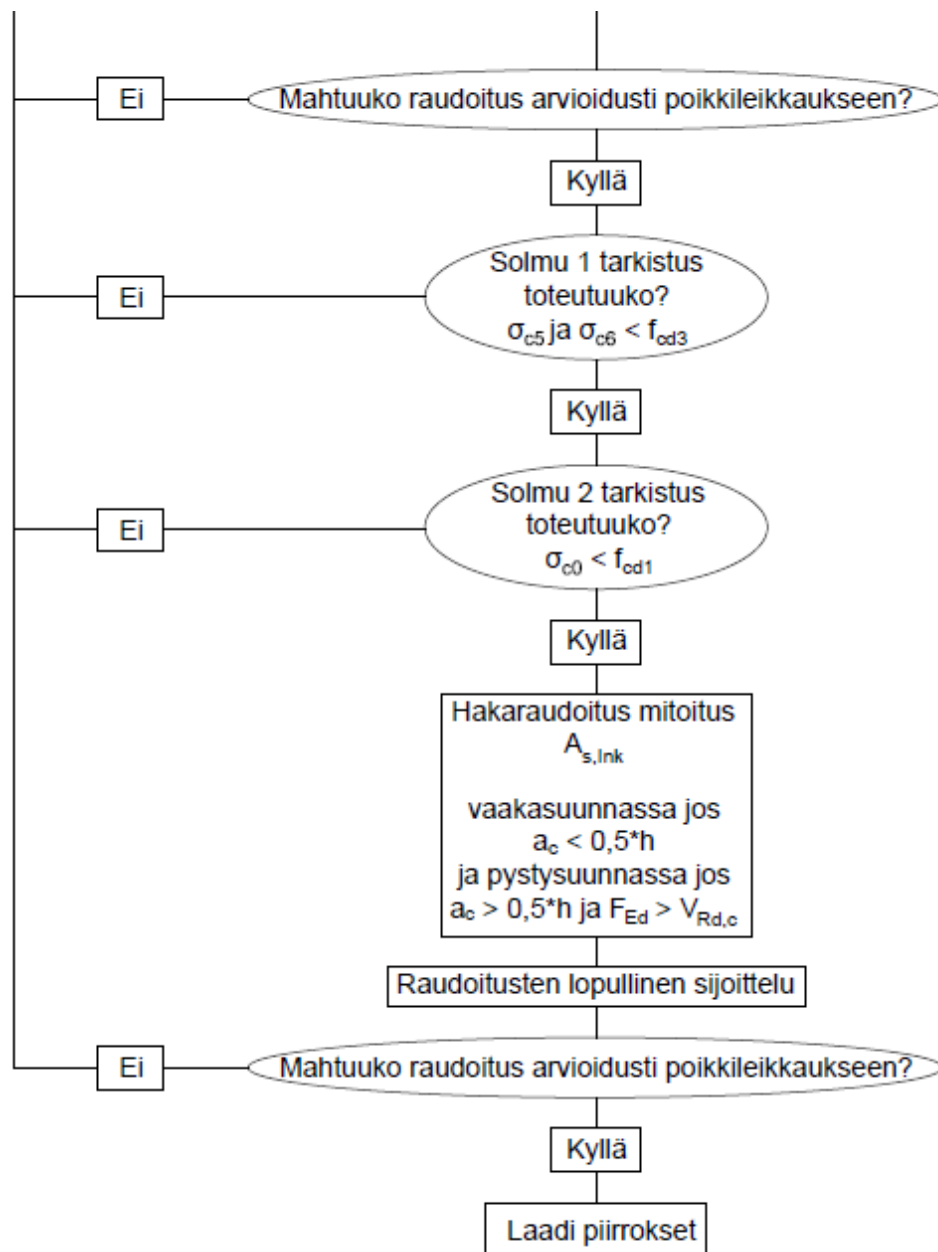 Ei
Mahtuuko raudoitus arvioidusti poikkileikkaukseen?
Kyllä
Ei
Solmu 1 tarkistus
toteutuuko?
σc5 ja σc6 < fcd3
Kyllä
Ei
Solmu 2 tarkistus
toteutuuko?
σc0 < fcd1
Kyllä
Hakaraudoitus mitoitus
As,lnk
vaakasuunnassa jos
ac < 0,5*h
ja pystysuunnassa jos
ac > 0,5*h ja FEd > VRd,c
Raudoitusten lopullinen sijoittelu
Ei
Mahtuuko raudoitus arvioidusti poikkileikkaukseen?
Kyllä
Laadi piirrokset